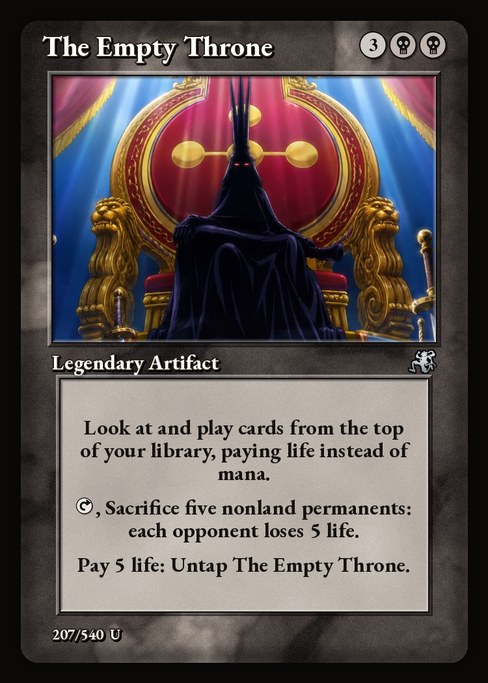 The Empty Throne
3
Legendary Artifact
Look at and play cards from the top
of your library, paying life instead of
mana.
, Sacrifice five nonland permanents:
each opponent loses 5 life.
Pay 5 life: Untap The Empty Throne.
207/540 U